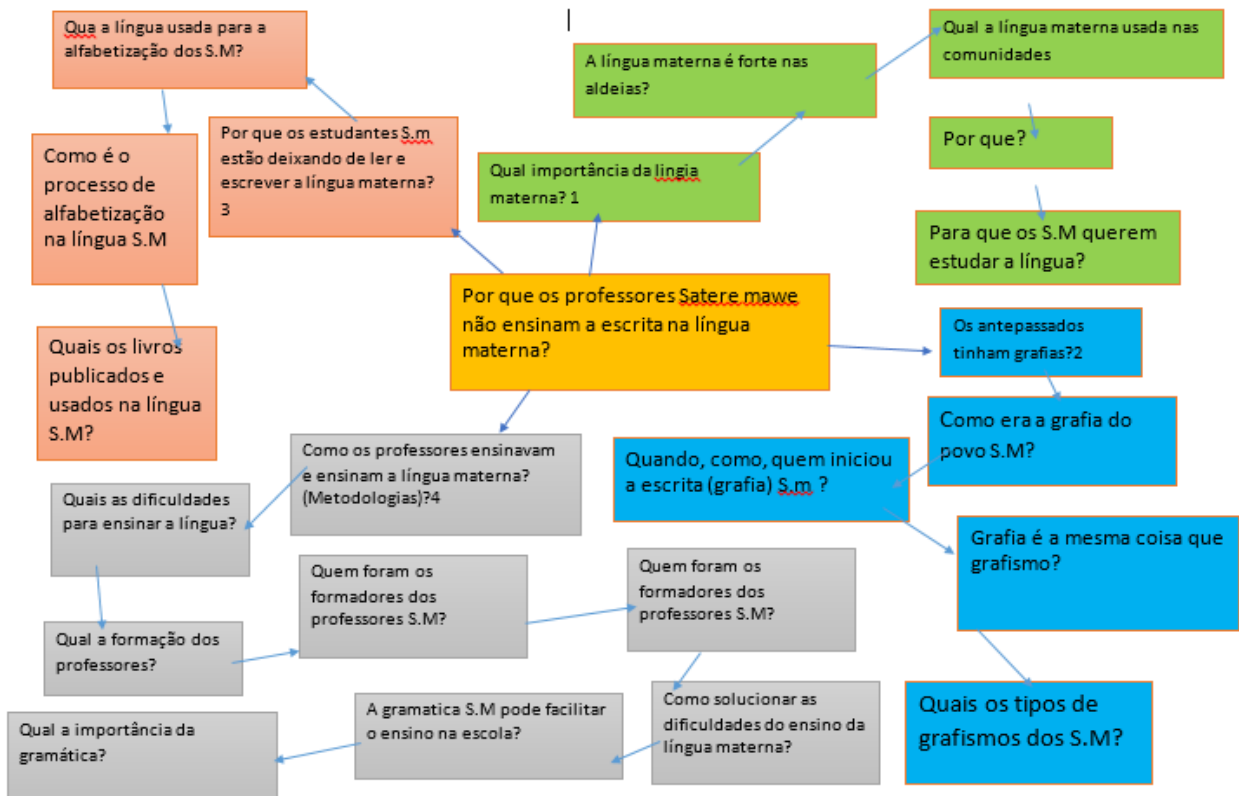 Qua a língua usada para a
alfabetização dos S.M?
Como é o
processo de
alfabetização
na língua S.M
Por que os estudantes S.m
estão deixando de ler e
escrever a língua materna?
3
Quais os livros
publicados e
usados na língua
S.M?
A língua materna é forte nas
aldeias?
Qual a língua materna usada nas
comunidades
Qual importância da lingia
materna? 1
Por que?
Para que os S.M querem
estudar a língua?
Por que os professores Satere mawe
não ensinam a escrita na língua
materna?
Os antepassados
tinham grafias?2
Como era a grafia do
povo S.M?
Quando, como, quem iniciou
a escrita (grafia) S.m ?
Grafia é a mesma coisa que
grafismo?
Quais os tipos de
grafismos dos S.M?
Como os professores ensinavam
e ensinam a língua materna?
(Metodologias)?4
Quais as dificuldades
para ensinar a língua?
Qual a formação dos
professores?
Quem foram os
formadores dos
professores S.M?
Quem foram os
formadores dos
professores S.M?
Como solucionar as
dificuldades do ensino da
língua materna?
A gramatica S.M pode facilitar
o ensino na escola?
Qual a importância da
gramática?